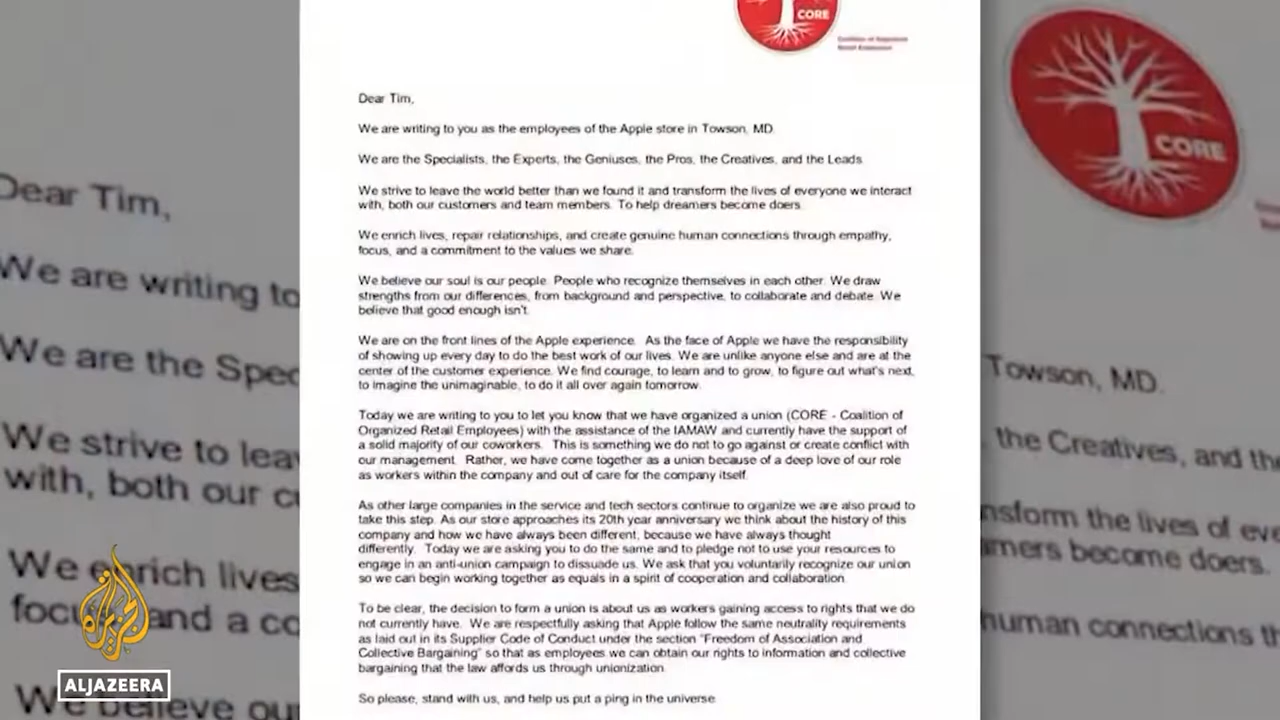 CORE
Coalition of Organized
Retail Employees
Dear Tim,
We are writing to you as the employees of the Apple store in Towson, MD.
We are the Specialists, the Experts, the Geniuses, the Pros, the Creatives, and the Leads.
We strive to leave the world better than we found it and transform the lives of everyone we interact
with, both our customers and team members. To help dreamers become doers.
We enrich lives, repair relationships, and create genuine human connections through empathy,
focus, and a commitment to the values we share.
We believe our soul is our people. People who recognize themselves in each other. We draw
strengths from our differences, from background and perspective, to collaborate and debate. We
believe that good enough isn't.
We are on the front lines of the Apple experience. As the face of Apple we have the responsibility
of showing up every day to do the best work of our lives. We are unlike anyone else and are at the
center of the customer experience. We find courage, to learn and to grow, to figure out what's next,
to imagine the unimaginable, to do it all over again tomorrow.
Today we are writing to you to let you know that we have organized a union (CORE - Coalition of
Organized Retail Employees) with the assistance of the IAMAW and currently have the support of
a solid majority of our coworkers. This is something we do not to go against or create conflict with
our management. Rather, we have come together as a union because of a deep love of our role
as workers within the company and out of care for the company itself.
As other large companies in the service and tech sectors continue to organize we are also proud to
take this step. As our store approaches its 20th year anniversary we think about the history of this
company and how we have always been different, because we have always thought
differently. Today we are asking you to do the same and to pledge not to use your resources to
engage in an anti-union campaign to dissuade us. We ask that you voluntarily recognize our union
so we can begin working together as equals in a spirit of cooperation and collaboration.
To be clear, the decision to form a union is about us as workers gaining access to rights that we do
not currently have. We are respectfully asking that Apple follow the same neutrality requirements
as laid out in its Supplier Code of Conduct under the section "Freedom of Association and
Collective Bargaining" so that as employees we can obtain our rights to information and collective
bargaining that the law affords us through unionization.
So please, stand with us, and help us put a ping in the universe
Dear Tim,
We are writing to
We are the Spec
We strive to lea
with, both our cu
We enrich lives
focus, and a co
We believe ou
CORE
Towson, MD.
the Creatives, and the
nsform the lives of eve
amers become doers.
human connections th
ALJAZEERA